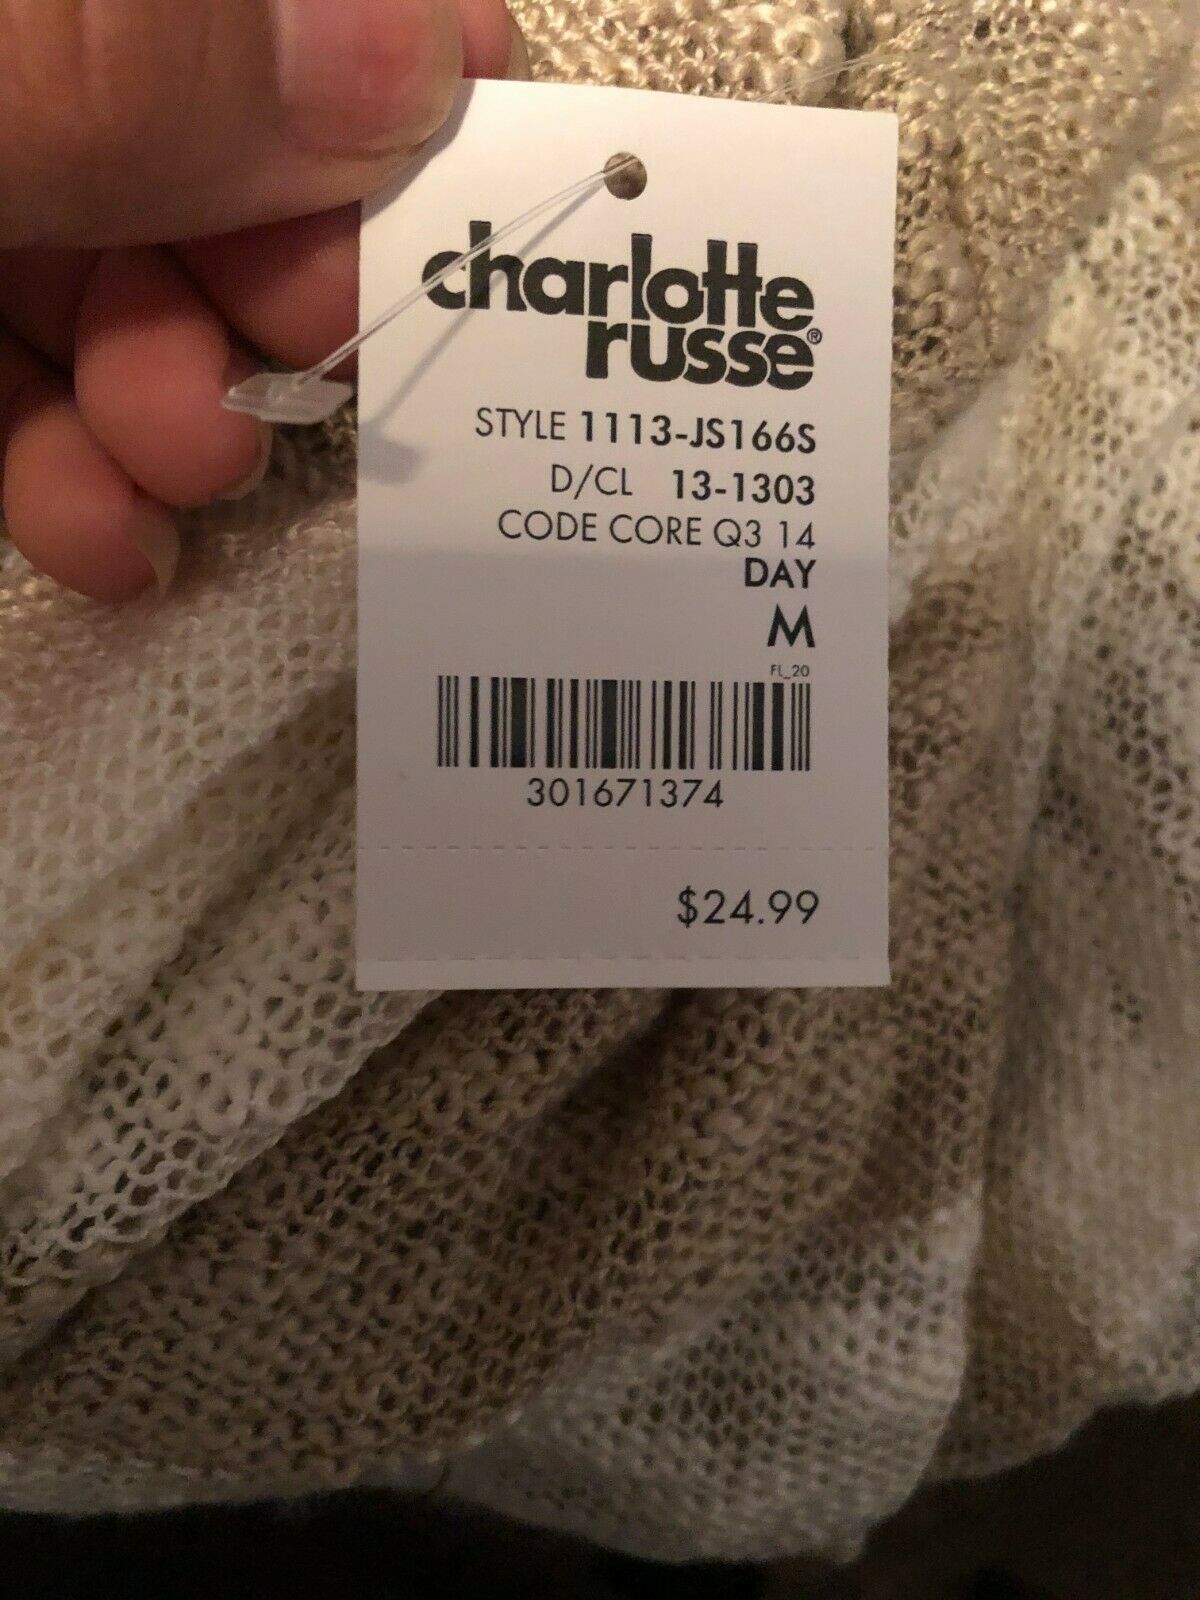 charlotte
russe®
STYLE 1113-JS166S
D/CL 13-1303
CODE CORE Q3 14
DAY
M
FL_20
301671374
$24.99